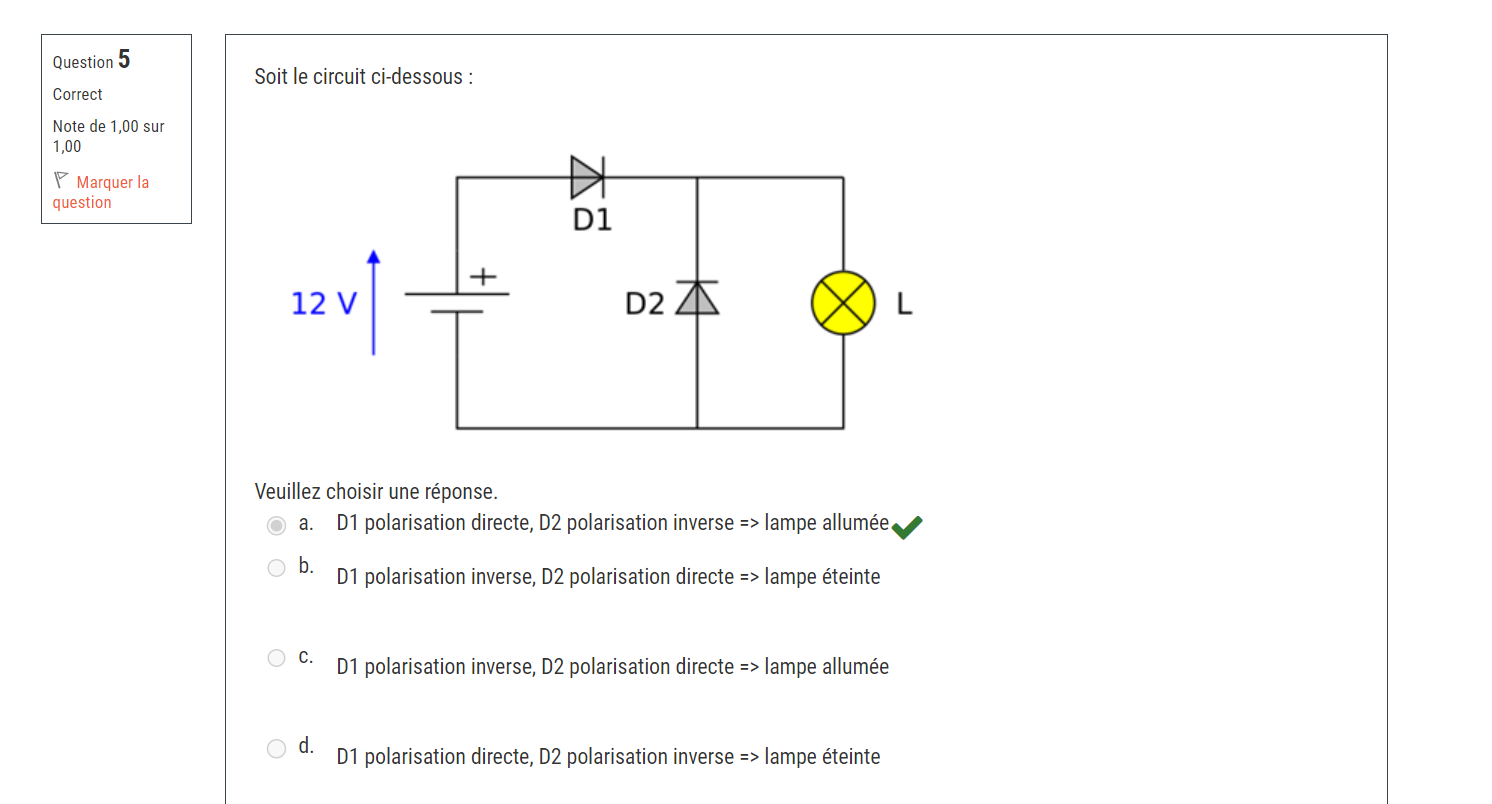 Question 5
Correct
Note de 1,00 sur
1,00
Marquer la
question
Soit le circuit ci-dessous :
D1
+
12 V
D2
L
Veuillez choisir une réponse.
a. D1 polarisation directe, D2 polarisation inverse => lampe allumée
b. D1 polarisation inverse, D2 polarisation directe => lampe éteinte
c. D1 polarisation inverse, D2 polarisation directe => lampe allumée
d. D1 polarisation directe, D2 polarisation inverse => lampe éteinte